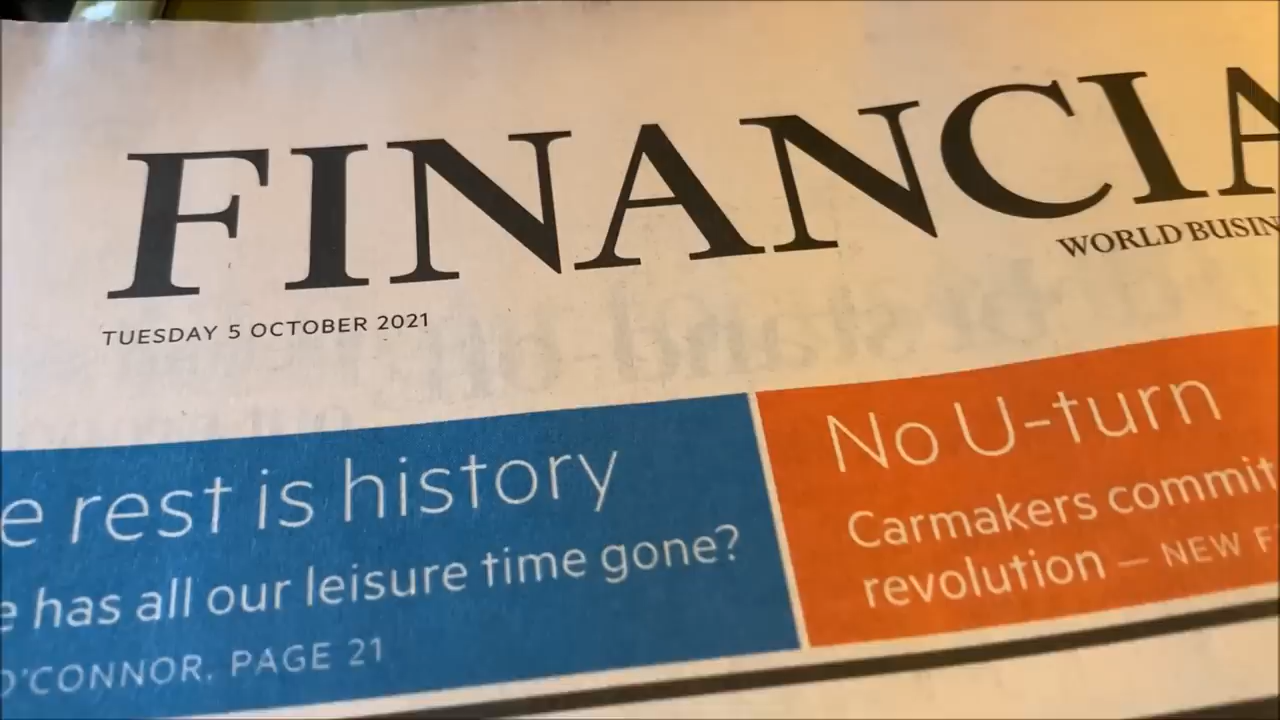 FINANCIA
WORLD BUSIN
TUESDAY 5 OCTOBER 2021
e rest is history
e has all our leisure time gone?
O'CONNOR, PAGE 21
No U-turn
Carmakers commit
revolution — NEW F